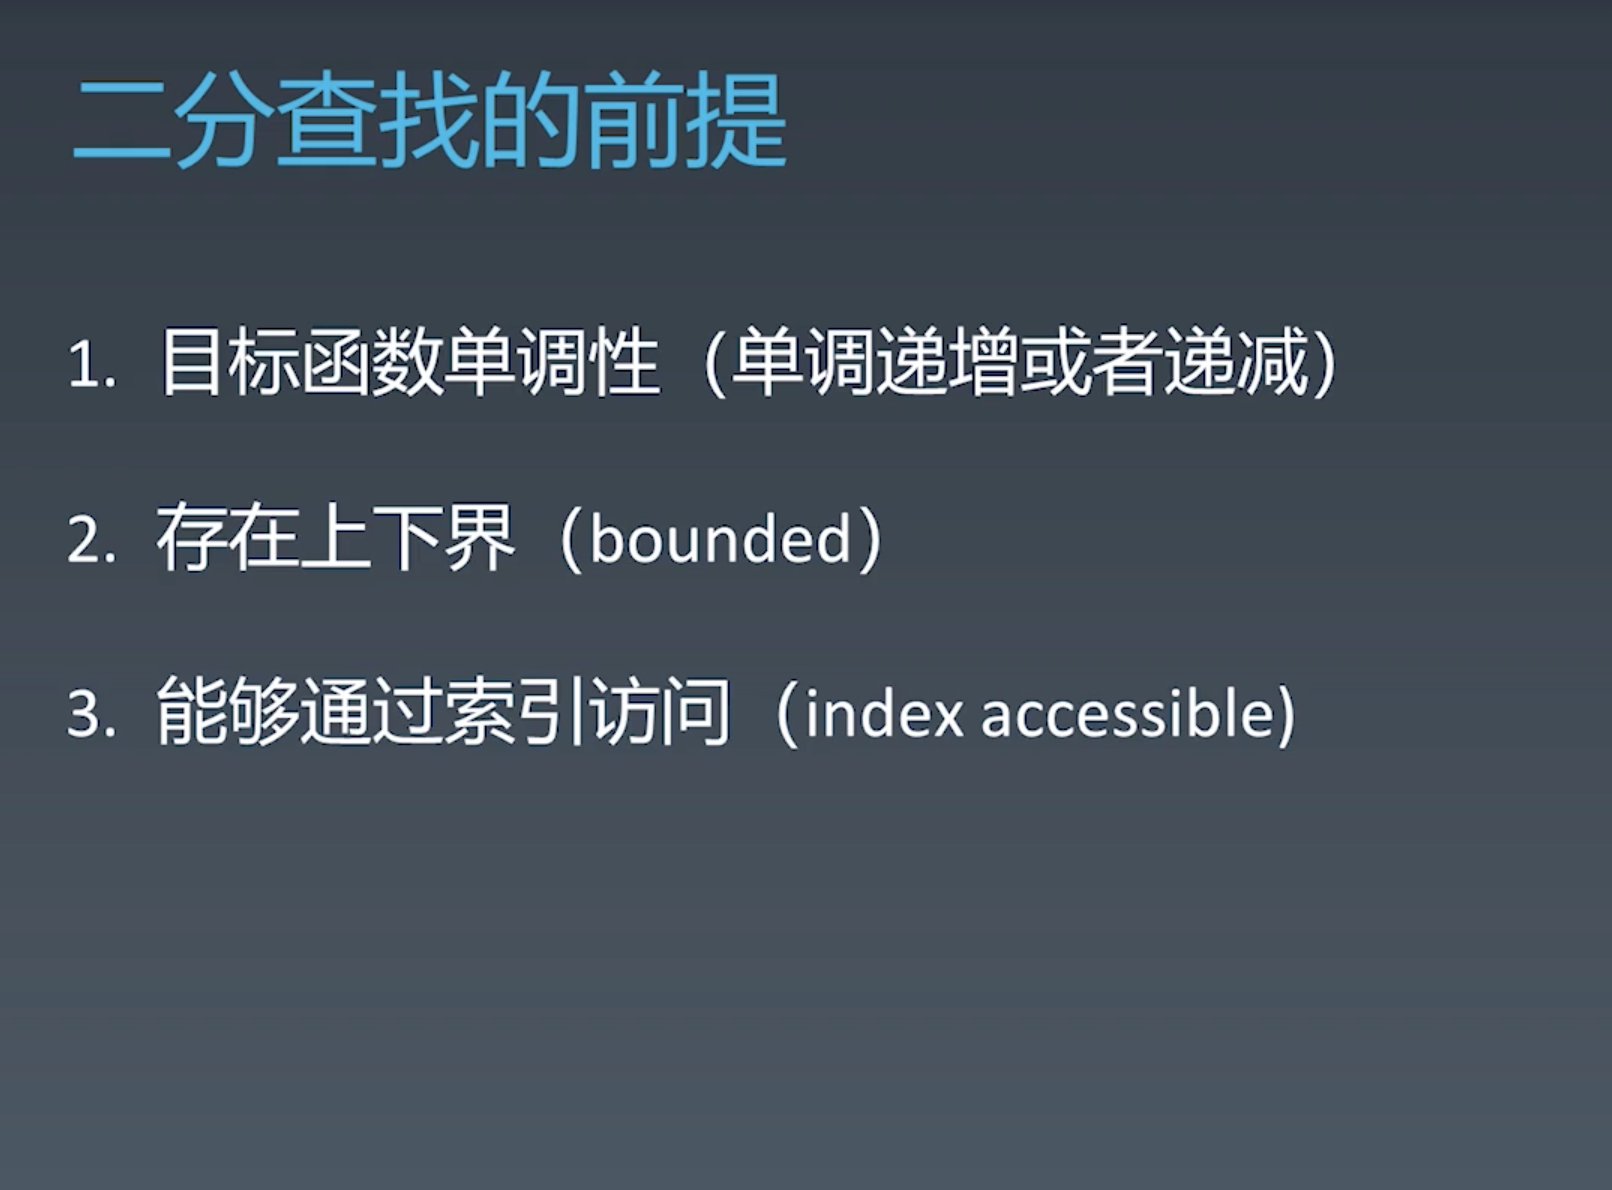 二分查找的前提
1. 目标函数单调性（单调递增或者递减）
2. 存在上下界（bounded）
3. 能够通过索引访问（index accessible)